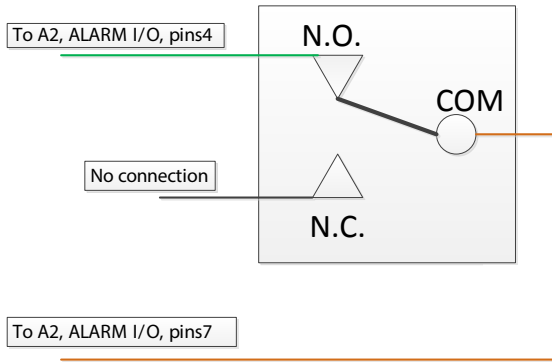 To A2, ALARM I/O, pins4
N.O.
COM
No connection
N.C.
To A2, ALARM I/O, pins7